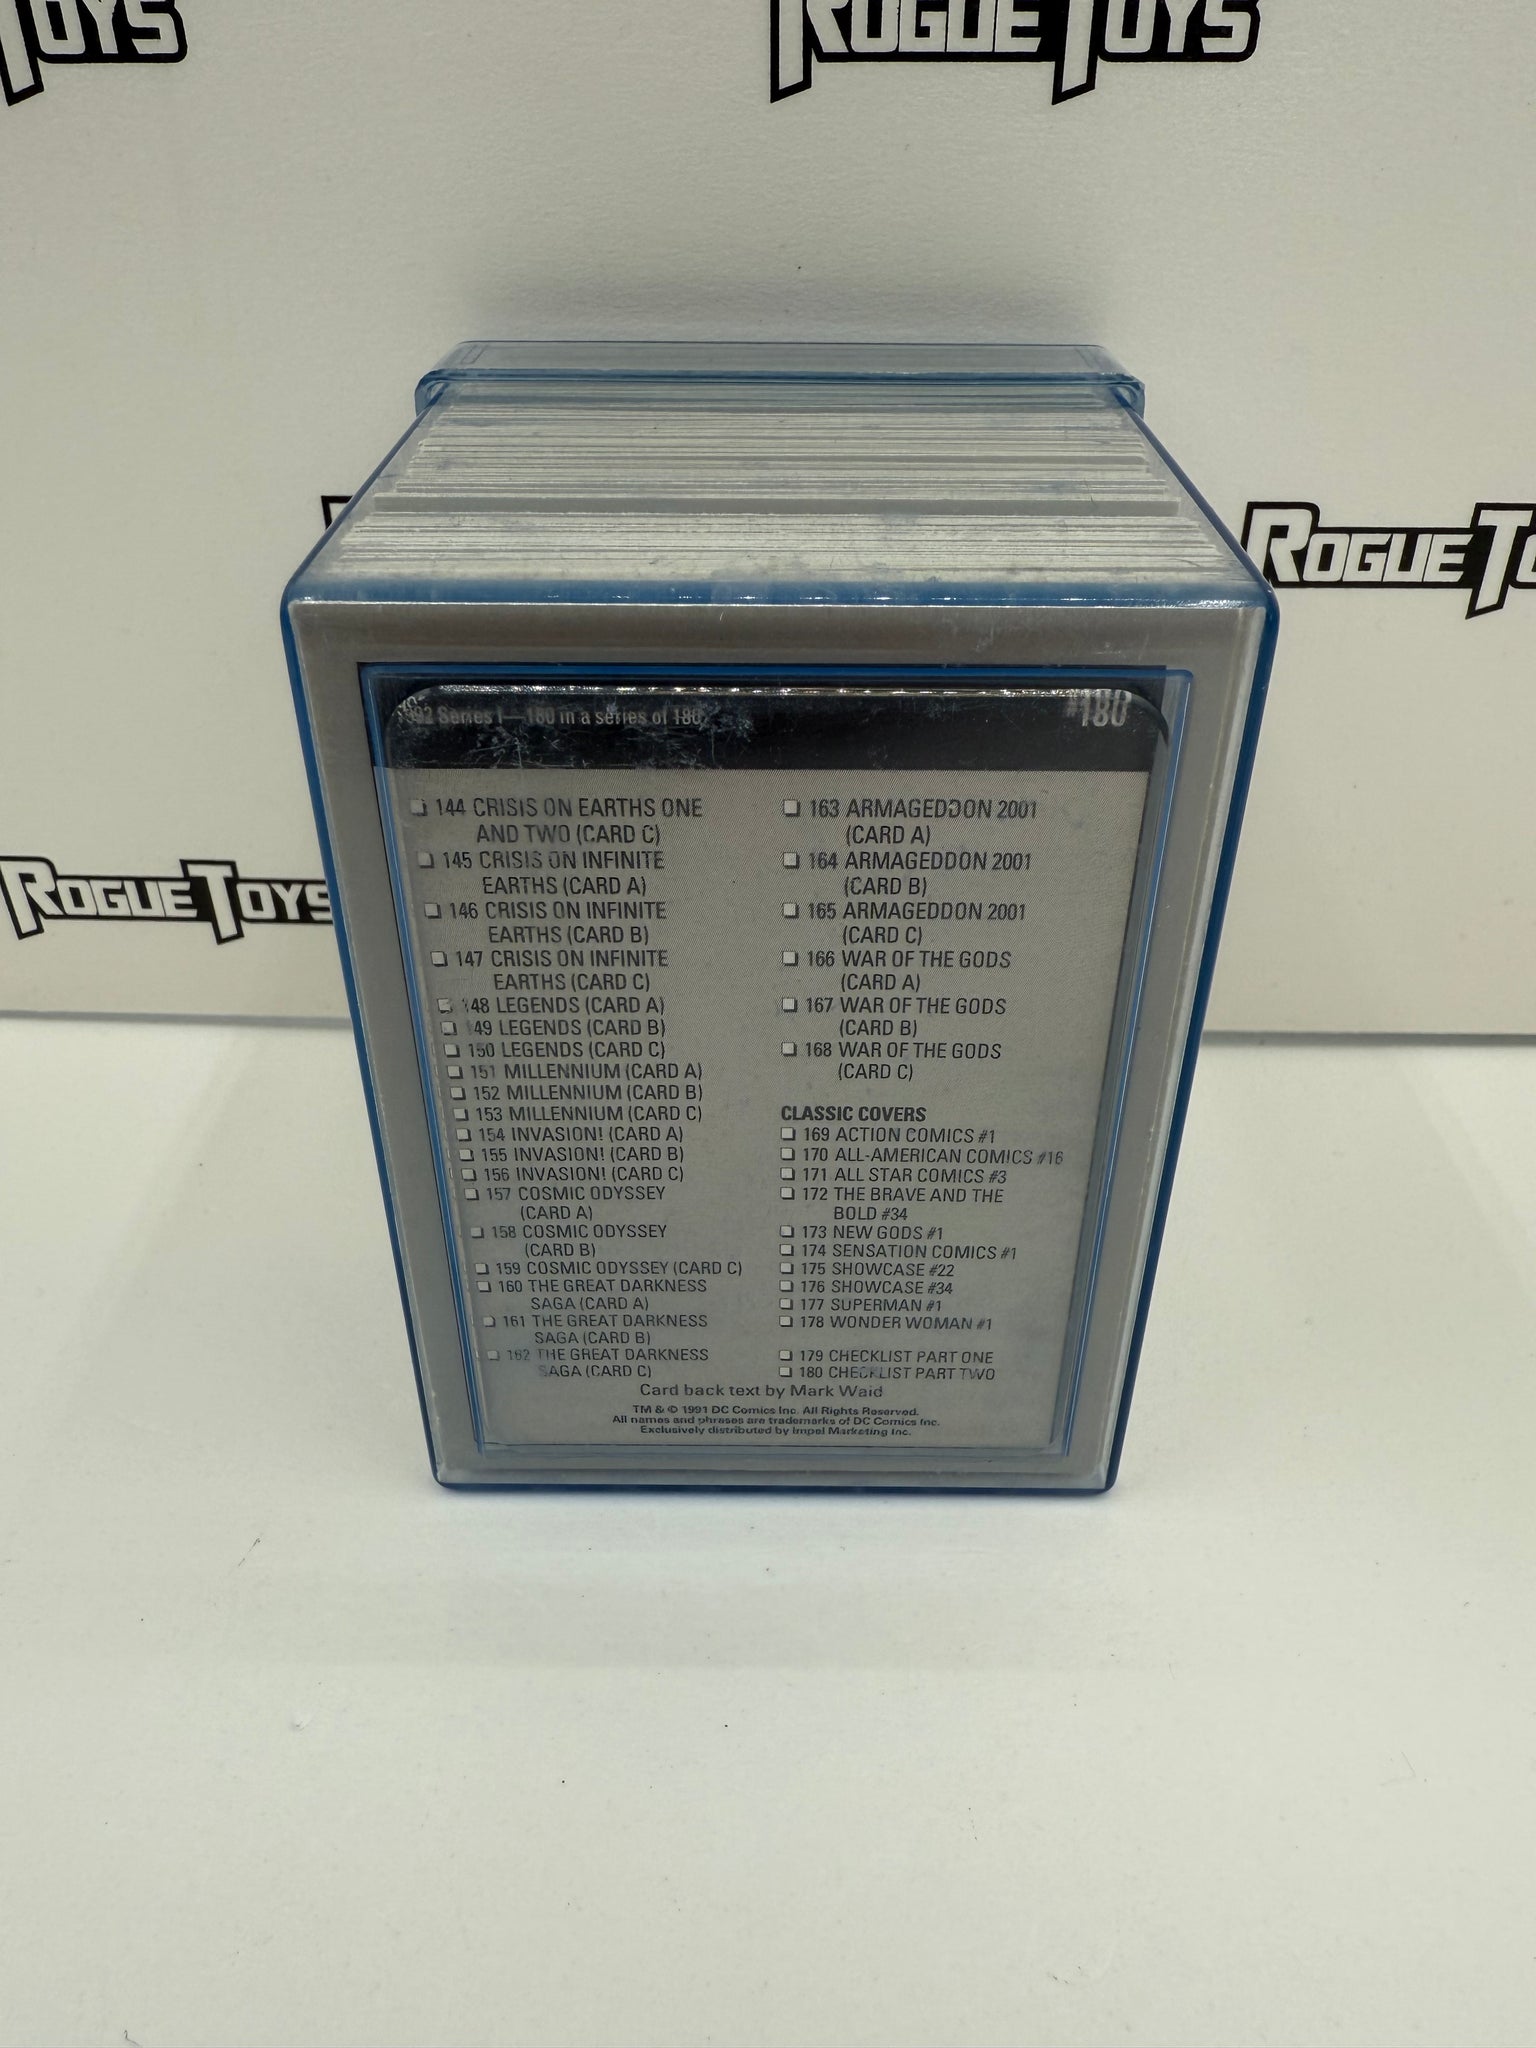 TOYS
ROGUE TOYS
ROGUE TO
ROGUE TOYS
1992 Series I—180 in a series of 180
#180
❏ 144 CRISIS ON EARTHS ONE
AND TWO (CARD C)
❏ 145 CRISIS ON INFINITE
EARTHS (CARD A)
❏ 146 CRISIS ON INFINITE
EARTHS (CARD B)
❏ 147 CRISIS ON INFINITE
EARTHS (CARD C)
❏ 148 LEGENDS (CARD A)
❏ 149 LEGENDS (CARD B)
❏ 150 LEGENDS (CARD C)
❏ 151 MILLENNIUM (CARD A)
❏ 152 MILLENNIUM (CARD B)
❏ 153 MILLENNIUM (CARD C)
❏ 154 INVASION! (CARD A)
❏ 155 INVASION! (CARD B)
❏ 156 INVASION! (CARD C)
❏ 157 COSMIC ODYSSEY
(CARD A)
❏ 158 COSMIC ODYSSEY
(CARD B)
❏ 159 COSMIC ODYSSEY (CARD C)
❏ 160 THE GREAT DARKNESS
SAGA (CARD A)
❏ 161 THE GREAT DARKNESS
SAGA (CARD B)
❏ 162 THE GREAT DARKNESS
SAGA (CARD C)
❏ 163 ARMAGEDDON 2001
(CARD A)
❏ 164 ARMAGEDDON 2001
(CARD B)
❏ 165 ARMAGEDDON 2001
(CARD C)
❏ 166 WAR OF THE GODS
(CARD A)
❏ 167 WAR OF THE GODS
(CARD B)
❏ 168 WAR OF THE GODS
(CARD C)
CLASSIC COVERS
❏ 169 ACTION COMICS #1
❏ 170 ALL-AMERICAN COMICS #16
❏ 171 ALL STAR COMICS #3
❏ 172 THE BRAVE AND THE
BOLD #34
❏ 173 NEW GODS #1
❏ 174 SENSATION COMICS #1
❏ 175 SHOWCASE #22
❏ 176 SHOWCASE #34
❏ 177 SUPERMAN #1
❏ 178 WONDER WOMAN #1
❏ 179 CHECKLIST PART ONE
❏ 180 CHECKLIST PART TWO
Card back text by Mark Waid
TM & © 1991 DC Comics Inc. All Rights Reserved.
All names and phrases are trademarks of DC Comics Inc.
Exclusively distributed by Impel Marketing Inc.